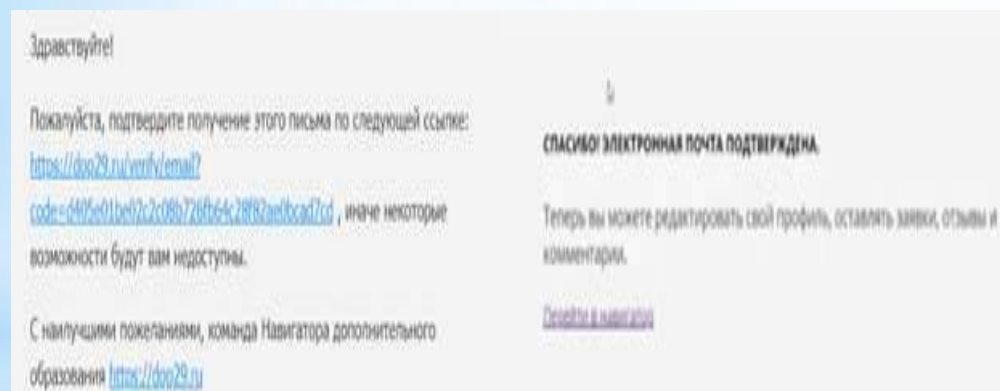 Здравствуйте!
Пожалуйста, подтвердите получение этого письма по следующей ссылке:
https://dop29.ru/verify/email?
, иначе некоторые
возможности будут вам недоступны.
С наилучшими пожеланиями, команда Навигатора дополнительного
образования https://dop29.ru
СПАСИБО! ЭЛЕКТРОННАЯ ПОЧТА ПОДТВЕРЖДЕНА.
Теперь вы можете редактировать свой профиль, оставлять заявки, отзывы и
комментарии.
Перейти в навигатор